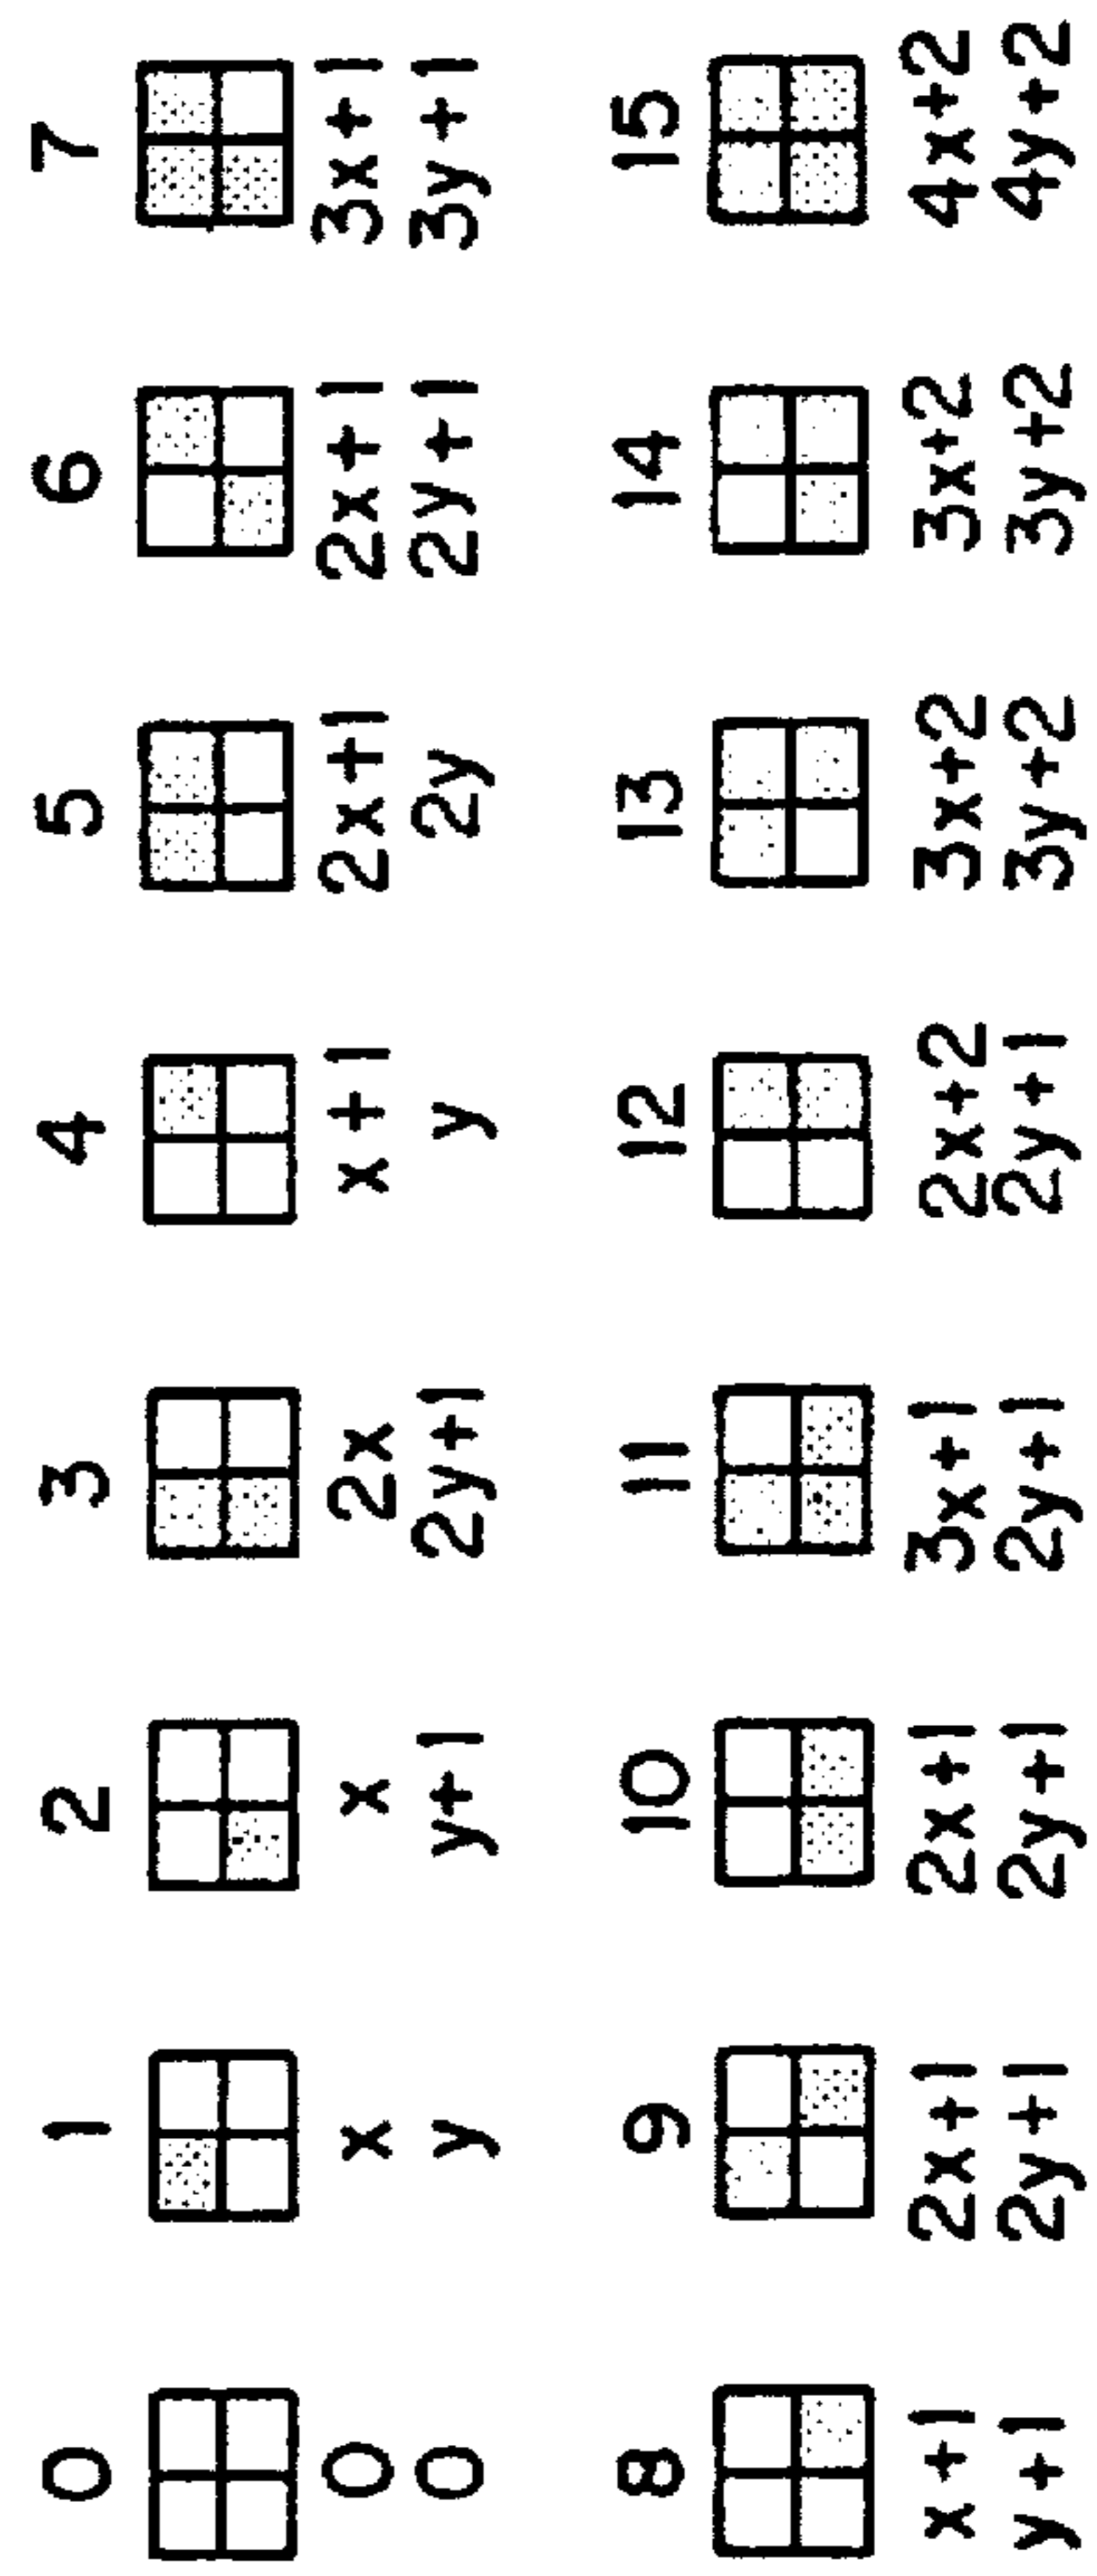 0 1 2 3 4 5 6 7
0 x x 2x x+1 2x+1 2x+1 3x+1
0 y y+1 2y+1 y 2y 2y+1 3y+1
8 9 10 11 12 13 14 15
x+1 2x+1 2x+1 3x+1 2x+2 3x+2 3x+2 4x+2
y+1 2y+1 2y+1 2y+1 2y+1 3y+2 3y+2 4y+2